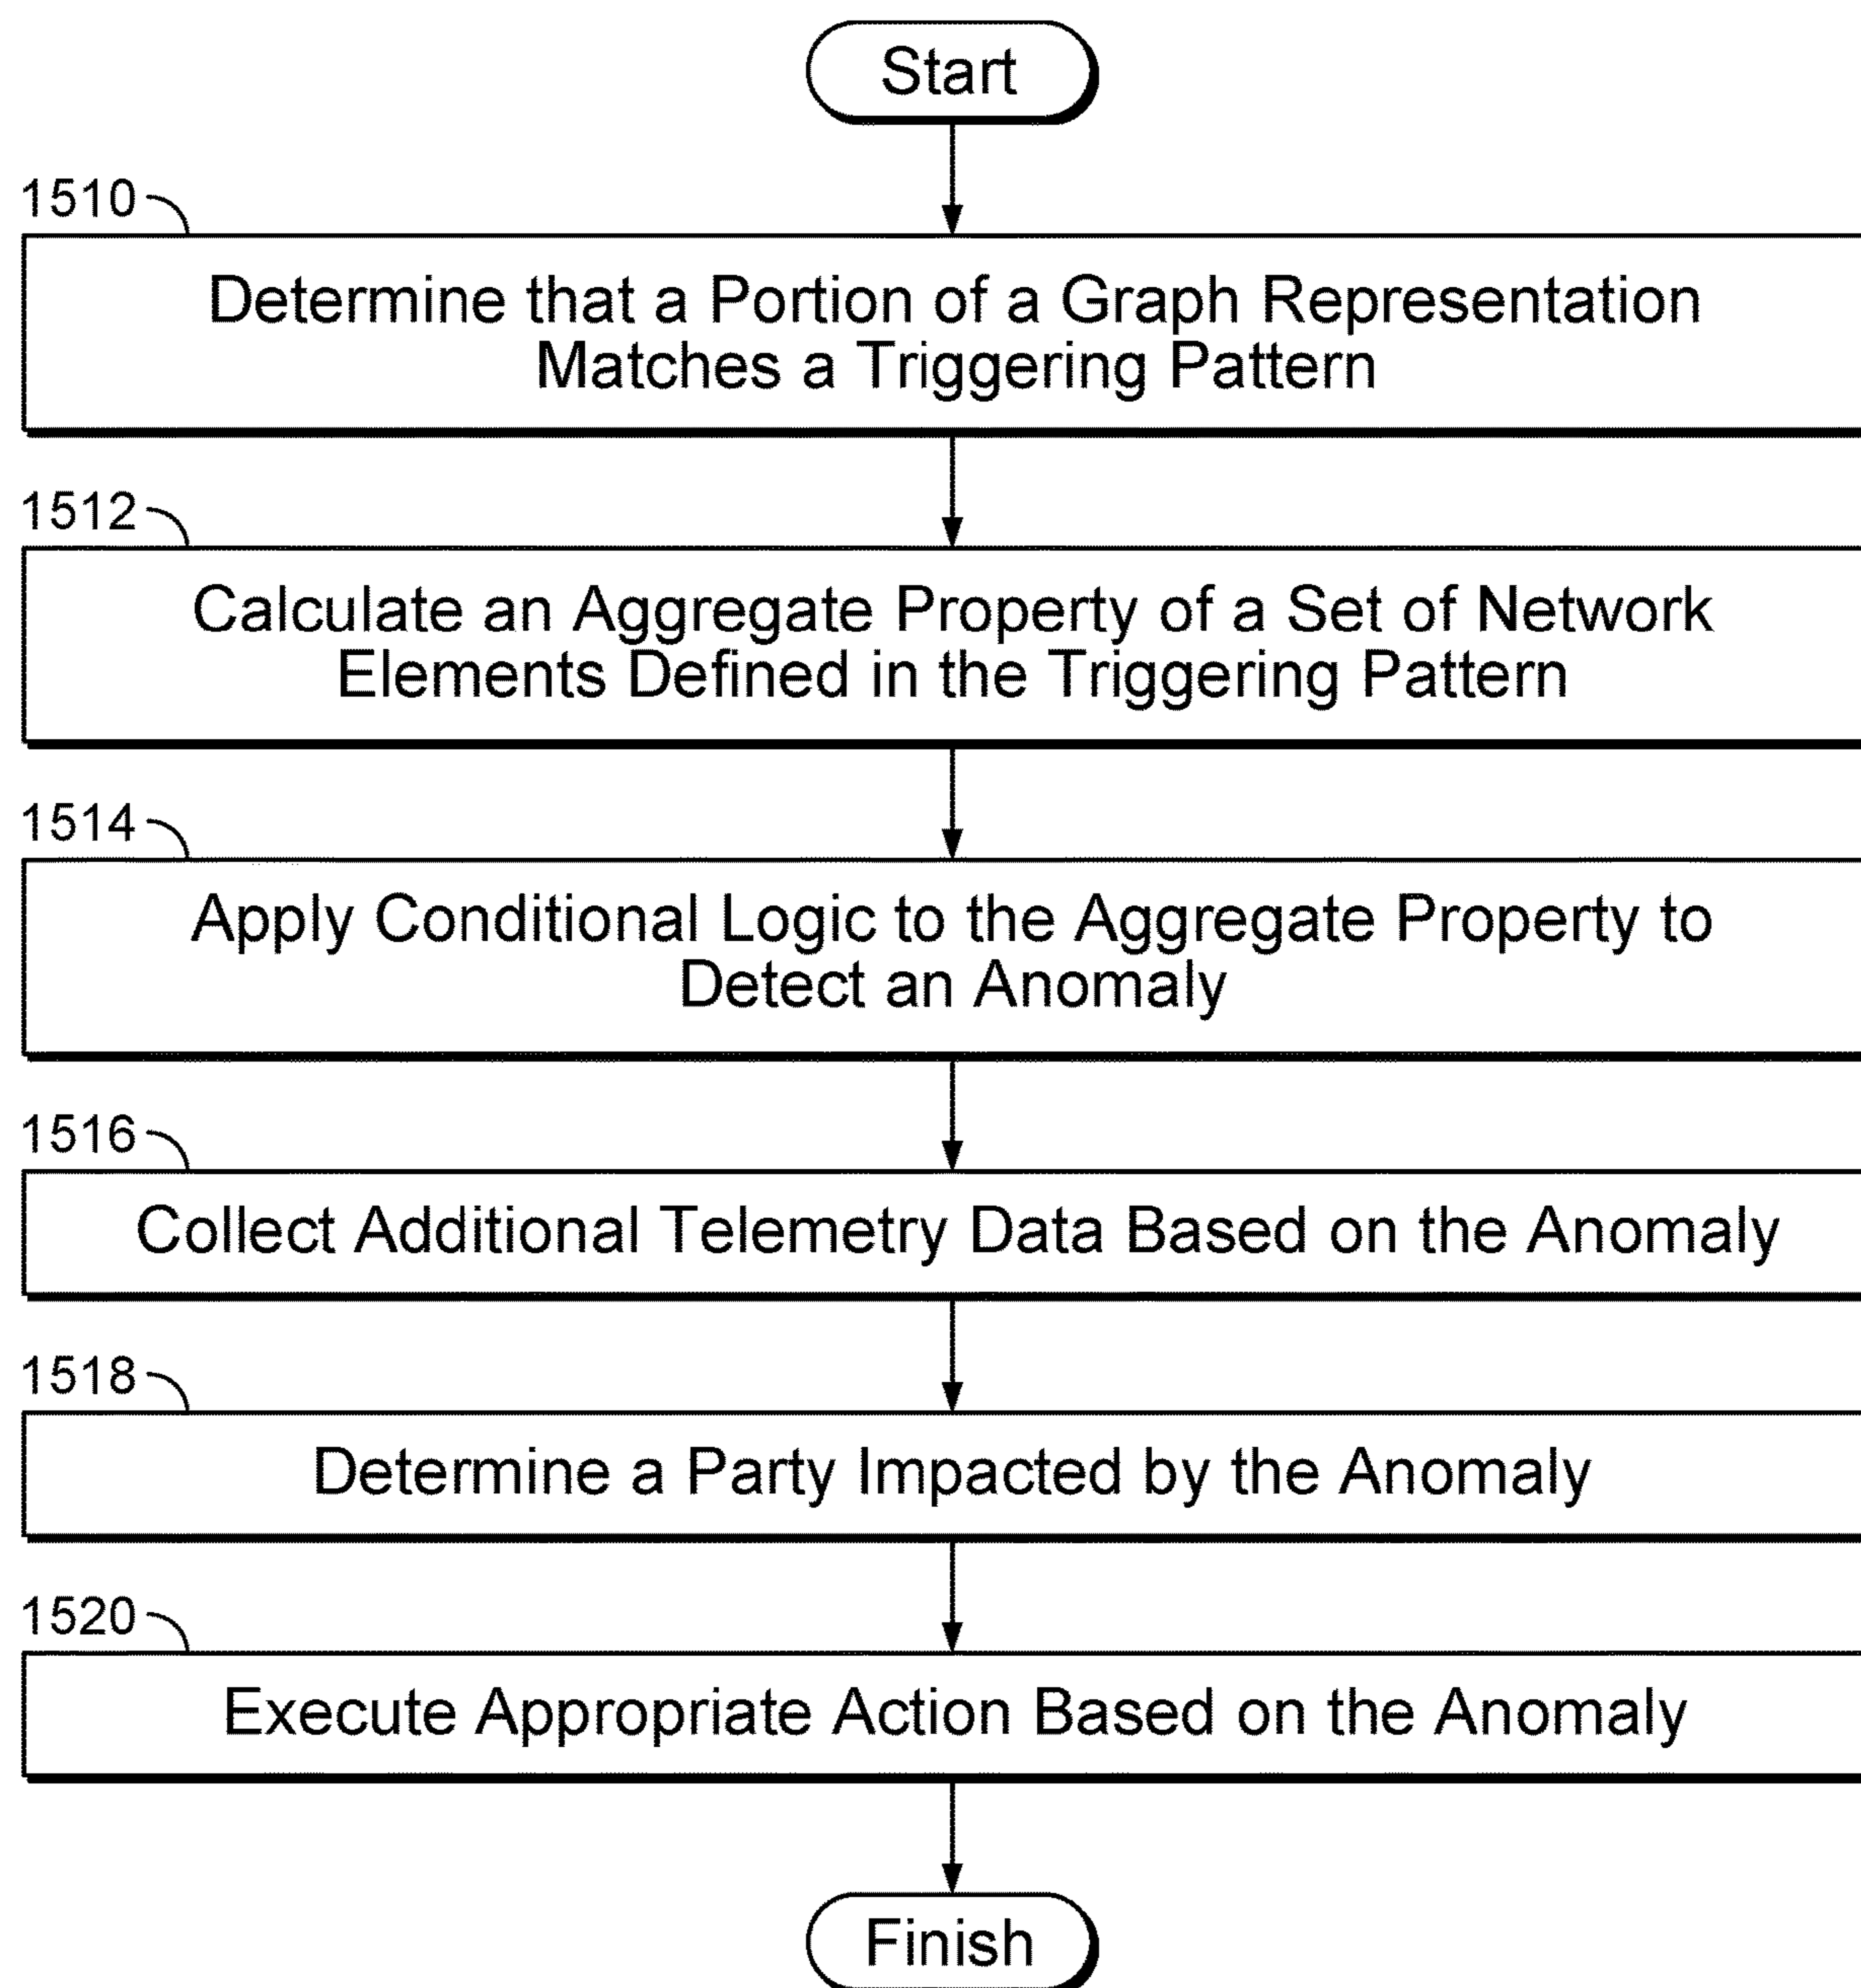 Start
1510
Determine that a Portion of a Graph Representation
Matches a Triggering Pattern
1512
Calculate an Aggregate Property of a Set of Network
Elements Defined in the Triggering Pattern
1514
Apply Conditional Logic to the Aggregate Property to
Detect an Anomaly
1516
Collect Additional Telemetry Data Based on the Anomaly
1518
Determine a Party Impacted by the Anomaly
1520
Execute Appropriate Action Based on the Anomaly
Finish